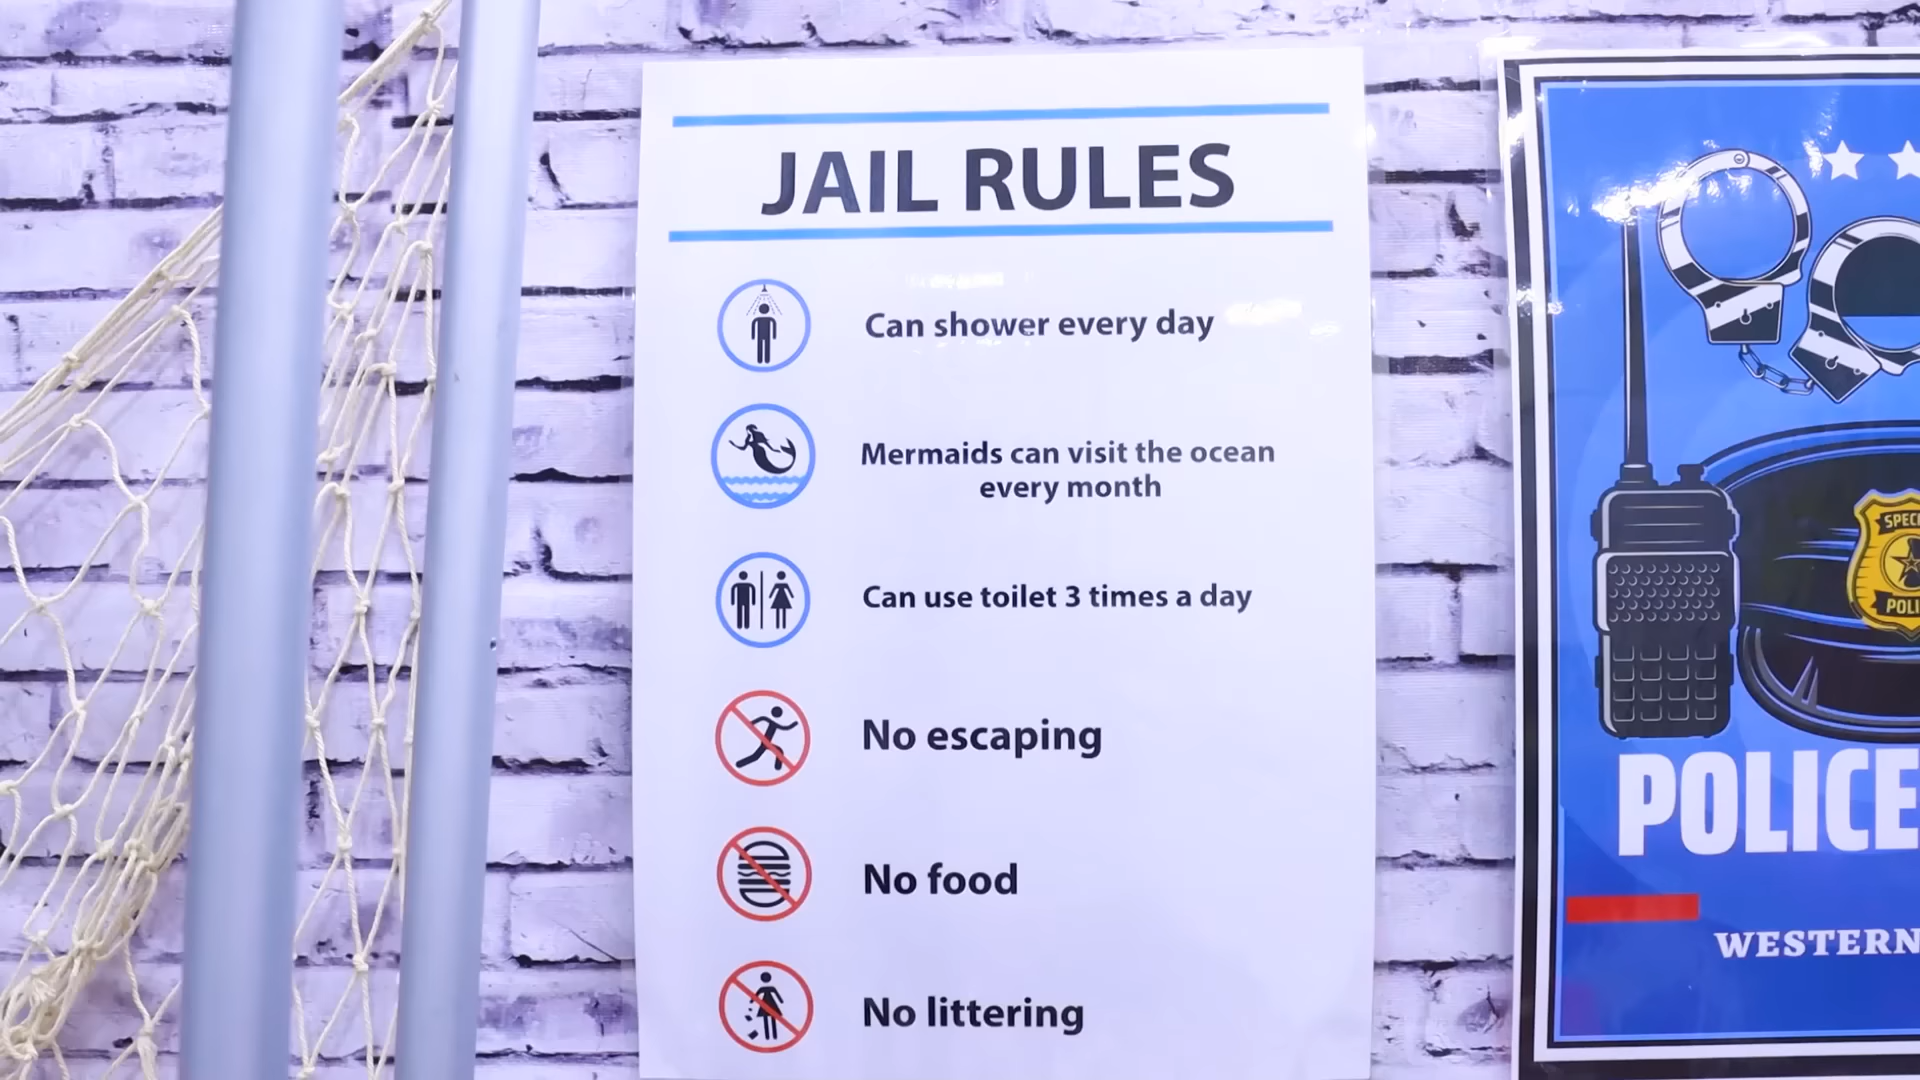 JAIL RULES
Can shower every day
Mermaids can visit the ocean
every month
Can use toilet 3 times a day
No escaping
No food
No littering
POLICE
WESTERN